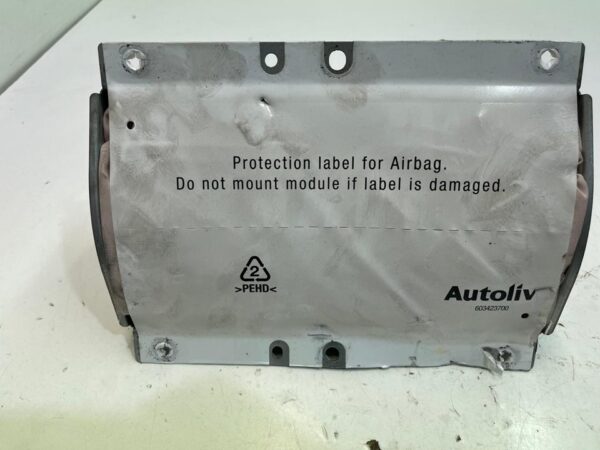 Protection label for Airbag.
Do not mount module if label is damaged.
2
>PEHD<
Autoliv
603423700